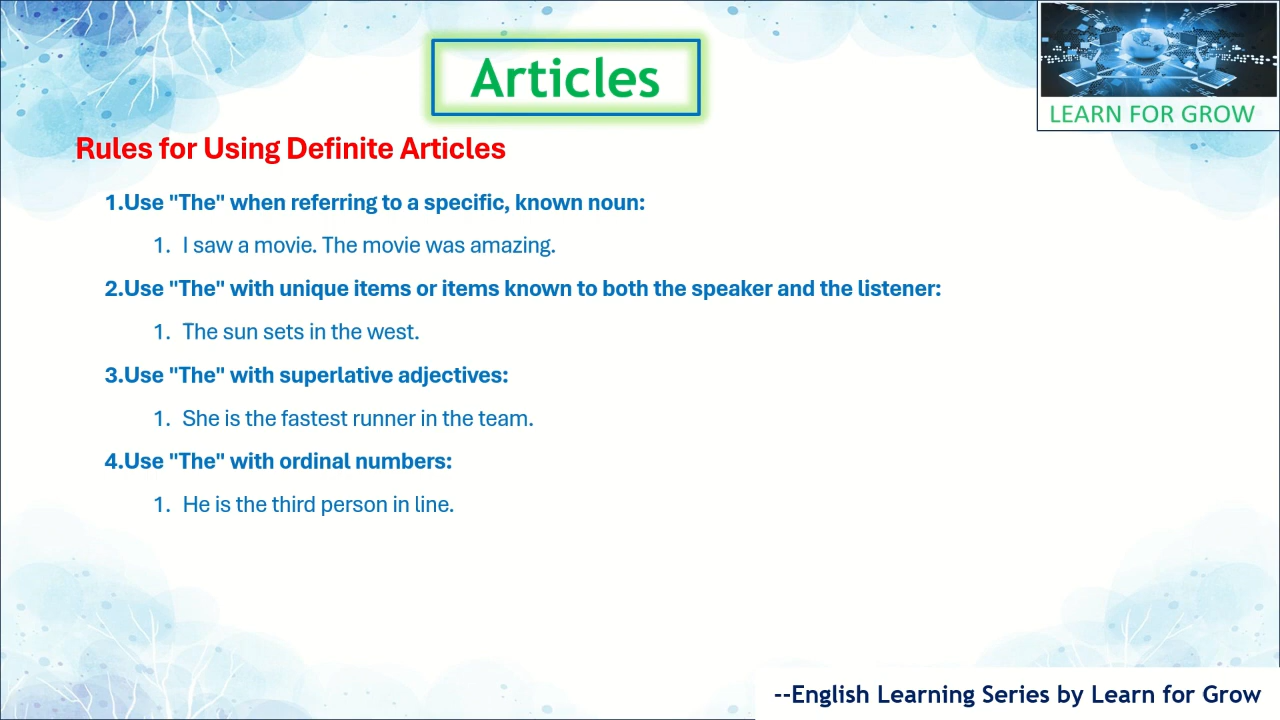 Articles
LEARN FOR GROW
Rules for Using Definite Articles
1.Use "The" when referring to a specific, known noun:
1. I saw a movie. The movie was amazing.
2.Use "The" with unique items or items known to both the speaker and the listener:
1. The sun sets in the west.
3.Use "The" with superlative adjectives:
1. She is the fastest runner in the team.
4.Use "The" with ordinal numbers:
1. He is the third person in line.
--English Learning Series by Learn for Grow